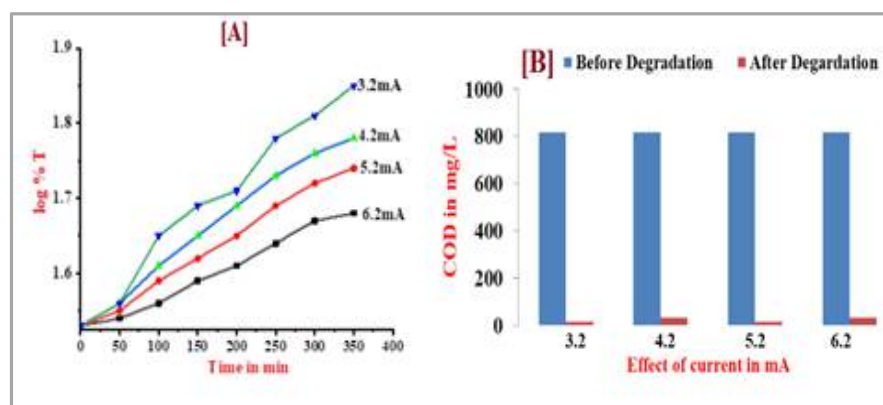 [A]
1.9
1.8
1.7
1.6
log % T
3.2mA
4.2mA
5.2mA
6.2mA
0 50 100 150 200 250 300 350 400
Time in min
[B]
Before Degradation After Degardation
1000
800
600
400
200
0
COD in mg/L
3.2 4.2 5.2 6.2
Effect of current in mA